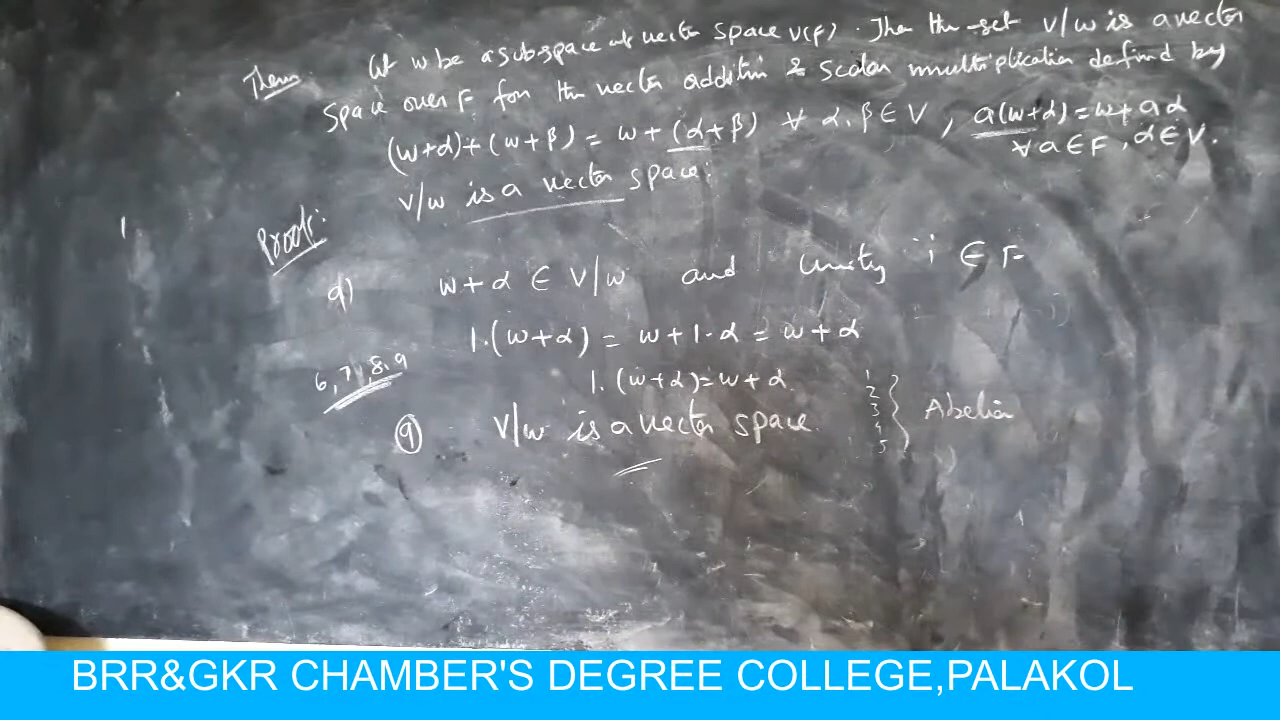 Thm. Let W be a subspace of vector space V(F). Then the set V/W is a vector
space over F for the vector addition & scalar multiplication defined by
(W+α)+(W+β) = W+(α+β) ∀ α,β ∈ V, a(W+α) = W+aα
∀ a ∈ F, α ∈ V.
V/W is a vector space.
Proof:
9) W+α ∈ V/W and unity 1 ∈ F
1.(W+α) = W+1.α = W+α
6,7,8,9
1.(W+α) = W+α
⑨ V/W is a vector space.
1
2
3
4
5
} Abelian
BRR&GKR CHAMBER'S DEGREE COLLEGE,PALAKOL